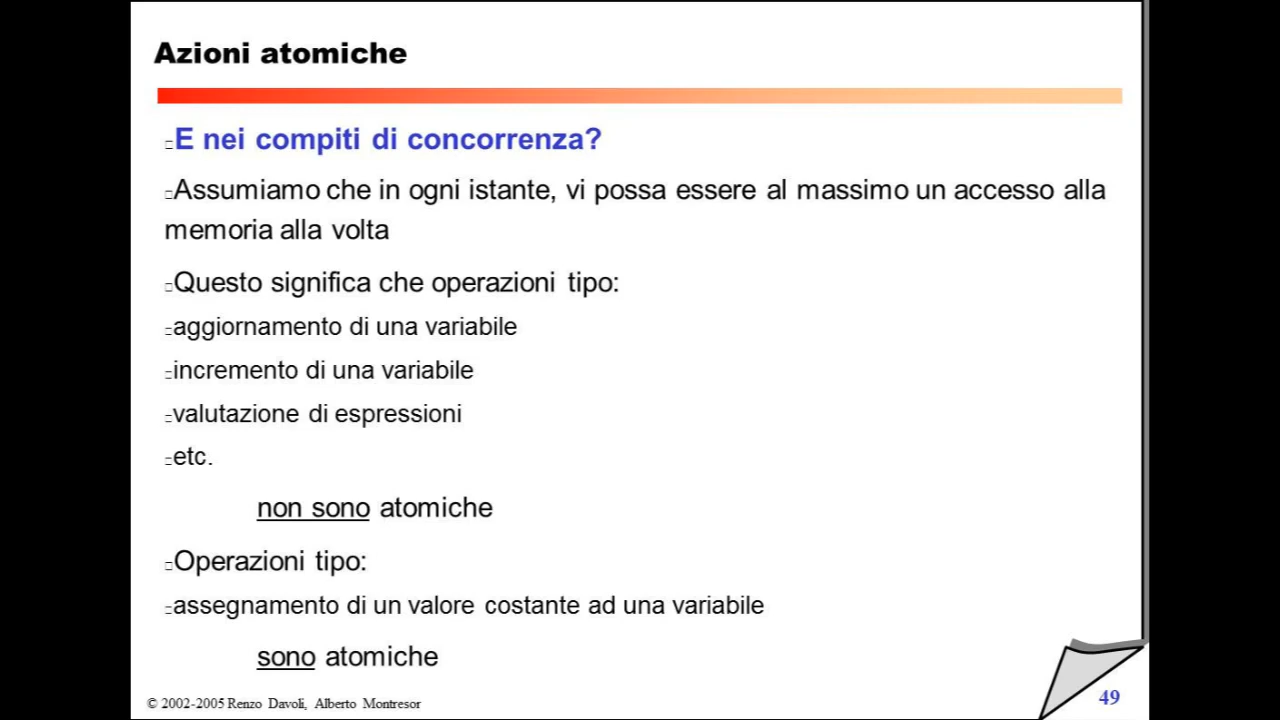 Azioni atomiche
E nei compiti di concorrenza?
Assumiamo che in ogni istante, vi possa essere al massimo un accesso alla
memoria alla volta
Questo significa che operazioni tipo:
aggiornamento di una variabile
incremento di una variabile
valutazione di espressioni
etc.
non sono atomiche
Operazioni tipo:
assegnamento di un valore costante ad una variabile
sono atomiche
© 2002-2005 Renzo Davoli, Alberto Montresor
49